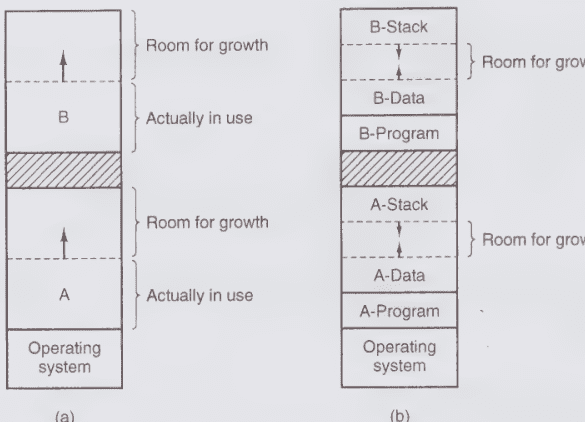 Room for growth
B
Actually in use
Room for growth
A
Actually in use
Operating
system
(a)
B-Stack
Room for grow
B-Data
B-Program
A-Stack
Room for grow
A-Data
A-Program
Operating
system
(b)